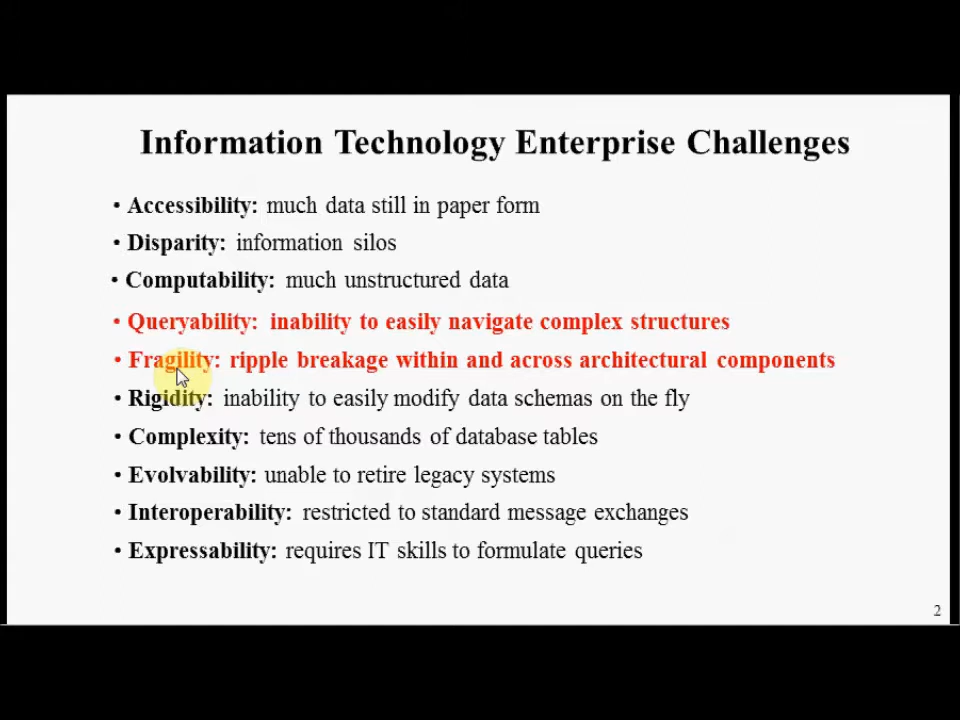 Information Technology Enterprise Challenges
• Accessibility: much data still in paper form
• Disparity: information silos
• Computability: much unstructured data
• Queryability: inability to easily navigate complex structures
• Fragility: ripple breakage within and across architectural components
• Rigidity: inability to easily modify data schemas on the fly
• Complexity: tens of thousands of database tables
• Evolvability: unable to retire legacy systems
• Interoperability: restricted to standard message exchanges
• Expressability: requires IT skills to formulate queries
2